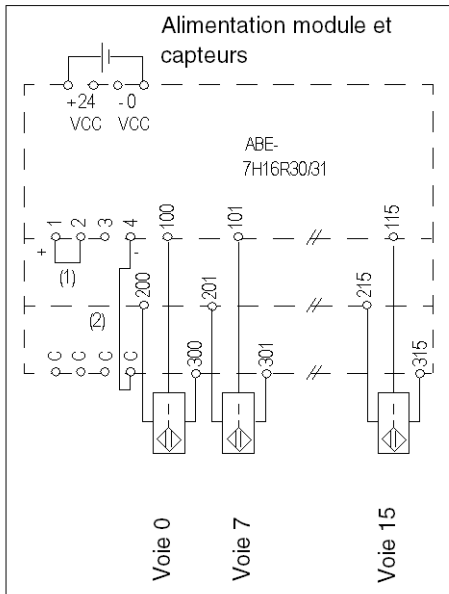 Alimentation module et
capteurs
+24 -0
VCC VCC
ABE-
7H16R30/31
1 2 3 4 100 101 115
+ -
(1)
200 201 215
(2)
C C C C 300 301 315
Voie 0 Voie 7 Voie 15